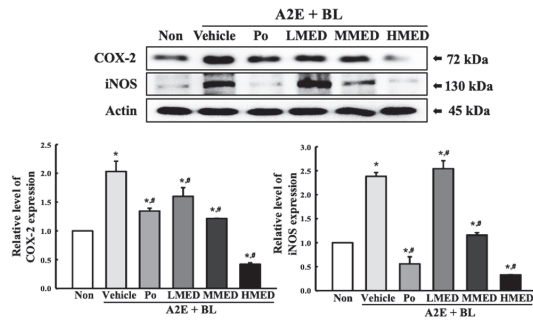 A2E + BL
Non Vehicle Po LMED MMED HMED
COX-2 72 kDa
iNOS 130 kDa
Actin 45 kDa
Relative level of
COX-2 expression
2.5
2.0
1.5
1.0
0.5
0.0
*
*,#
*,#
*,#
*,#
Non Vehicle Po LMED MMED HMED
A2E + BL
Relative level of
iNOS expression
3.0
2.5
2.0
1.5
1.0
0.5
0.0
*
*,#
*,#
*,#
*,#
Non Vehicle Po LMED MMED HMED
A2E + BL